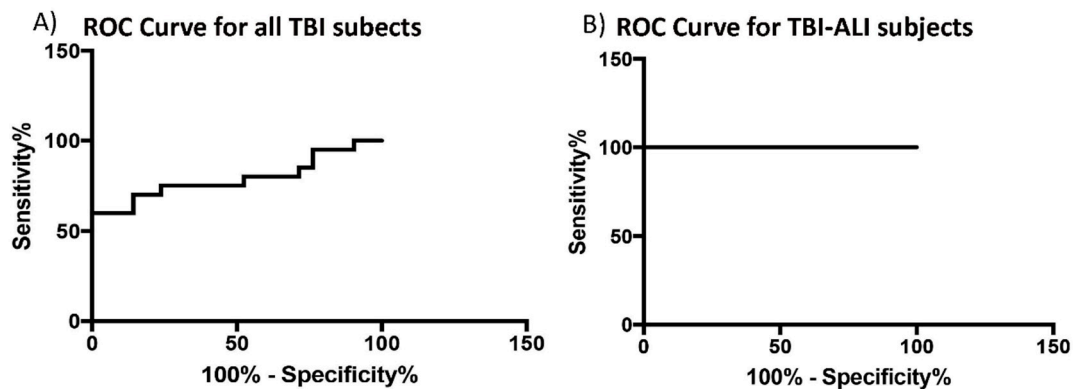 A) ROC Curve for all TBI subects
150
100
50
0
Sensitivity%
0 50 100 150
100% - Specificity%
B) ROC Curve for TBI-ALI subjects
150
100
50
0
Sensitivity%
0 50 100 150
100% - Specificity%